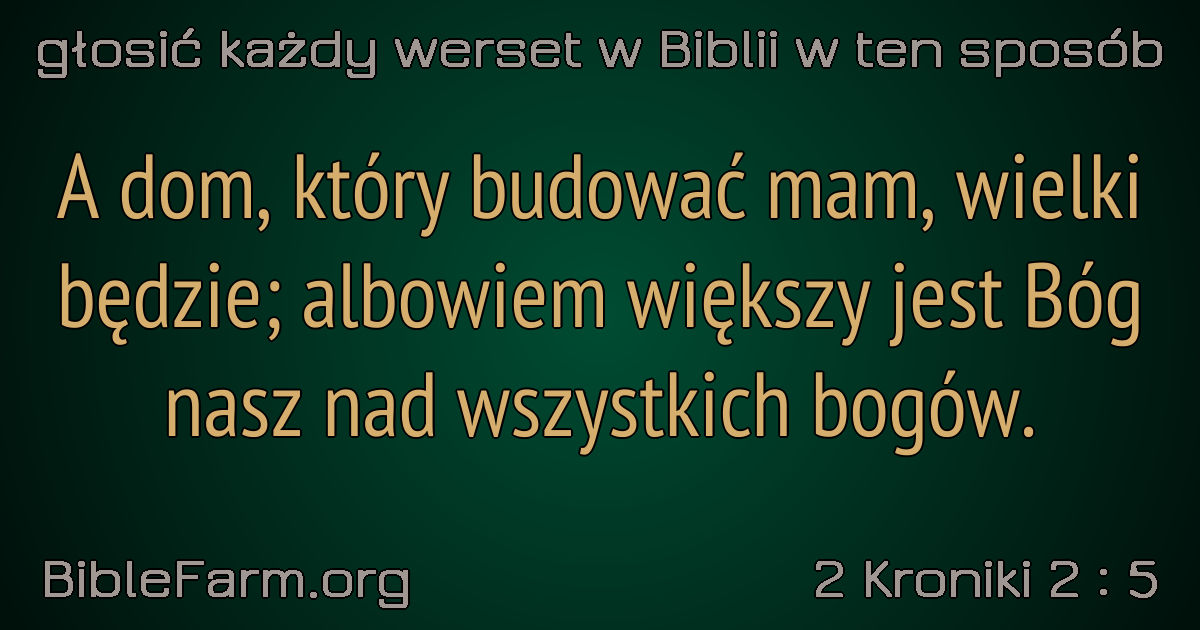 głosić każdy werset w Biblii w ten sposób
A dom, który budować mam, wielki
będzie; albowiem większy jest Bóg
nasz nad wszystkich bogów.
BibleFarm.org
2 Kroniki 2 : 5